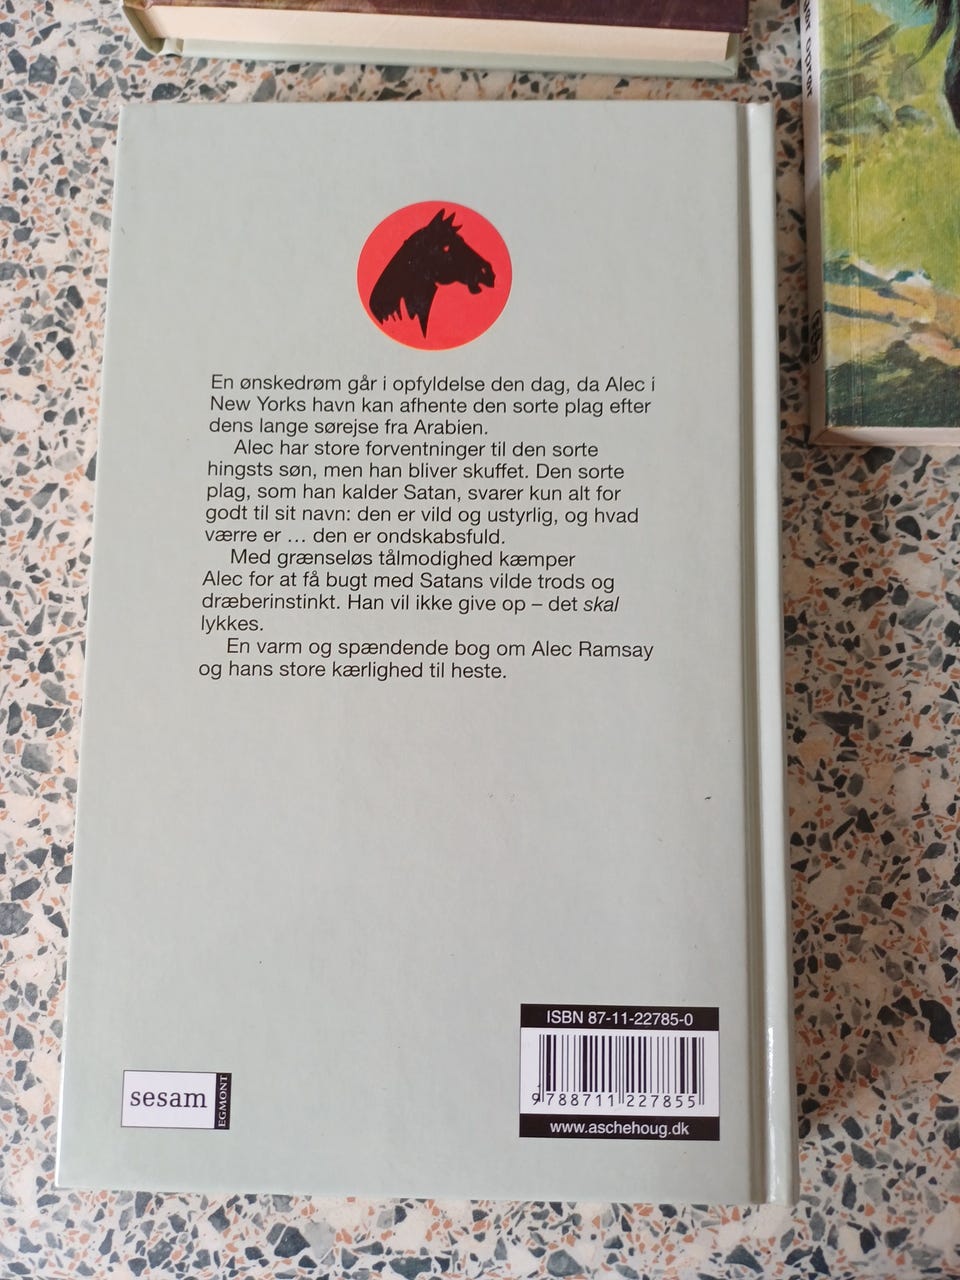 En ønskedrøm går i opfyldelse den dag, da Alec i
New Yorks havn kan afhente den sorte plag efter
dens lange sørejse fra Arabien.
Alec har store forventninger til den sorte
hingsts søn, men han bliver skuffet. Den sorte
plag, som han kalder Satan, svarer kun alt for
godt til sit navn: den er vild og ustyrlig, og hvad
værre er ... den er ondskabsfuld.
Med grænseløs tålmodighed kæmper
Alec for at få bugt med Satans vilde trods og
dræberinstinkt. Han vil ikke give op – det skal
lykkes.
En varm og spændende bog om Alec Ramsay
og hans store kærlighed til heste.
sesam
EGMONT
ISBN 87-11-22785-0
9 788711 227855
www.aschehoug.dk